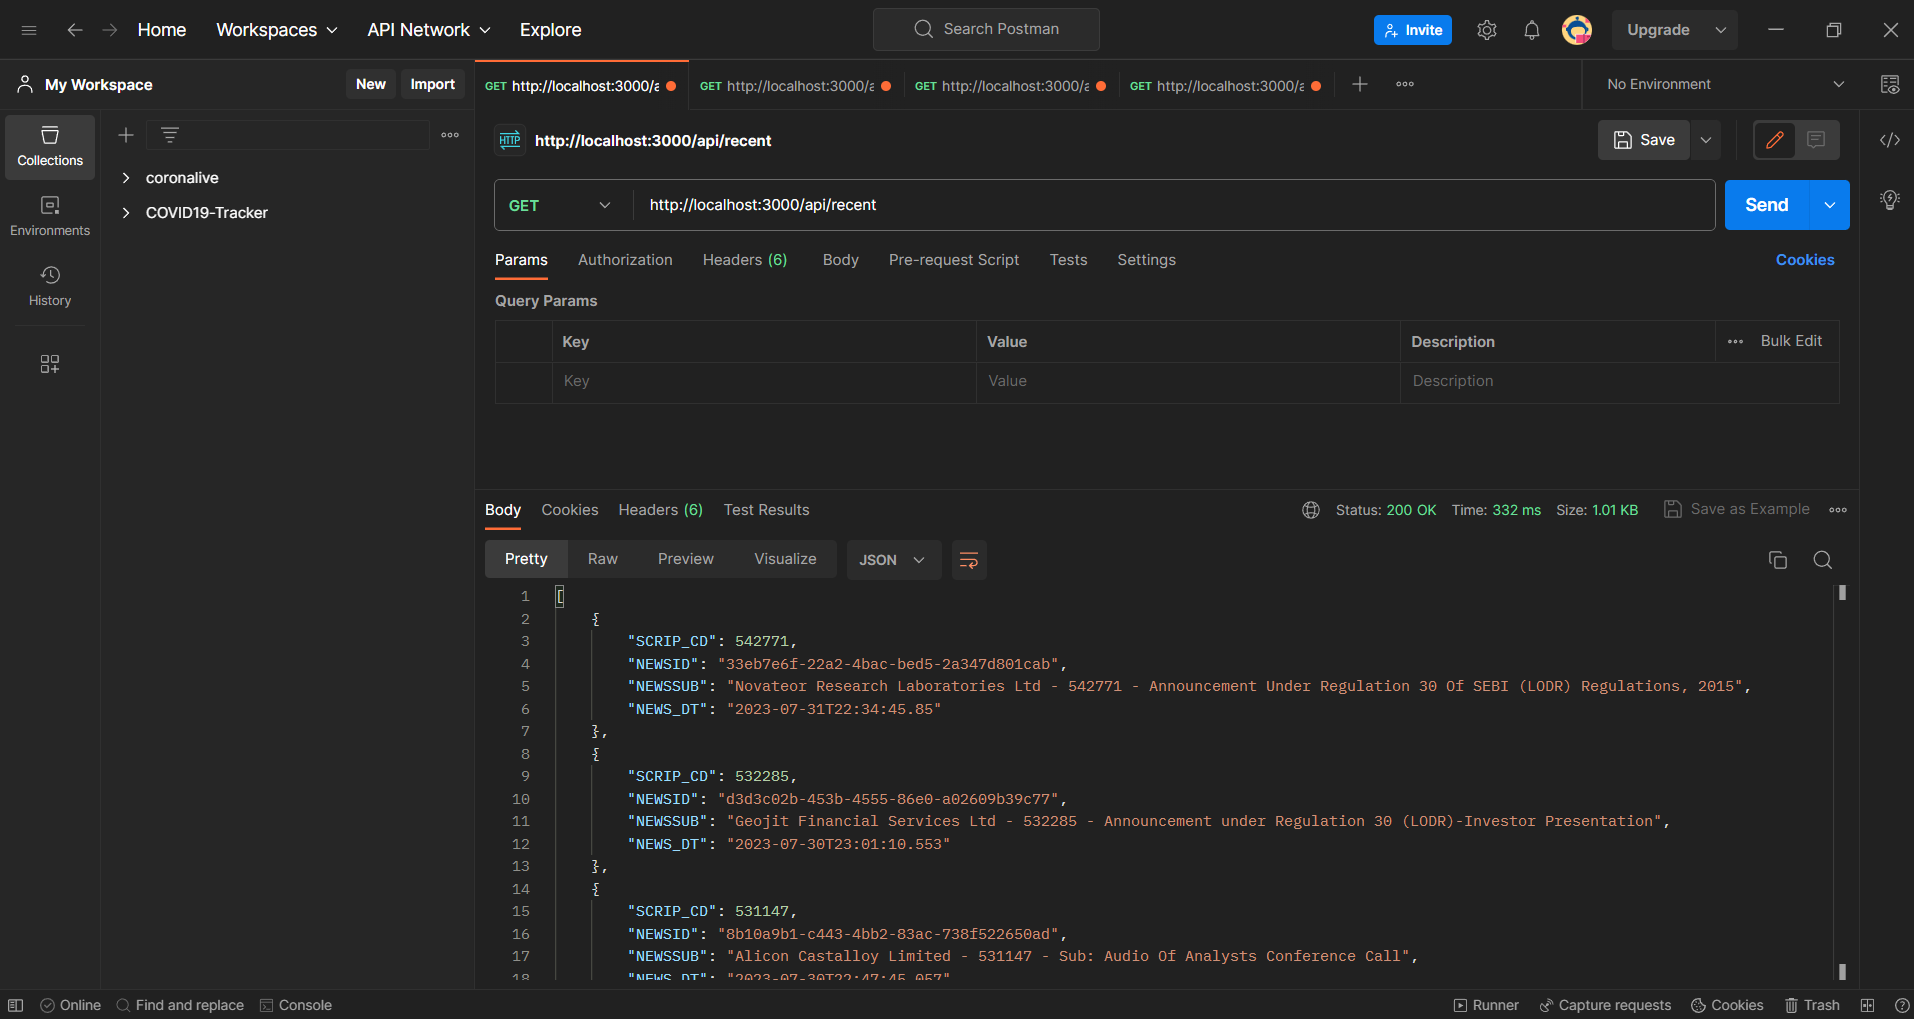 Home Workspaces API Network Explore Search Postman Invite Upgrade
My Workspace New Import GET http://localhost:3000/a GET http://localhost:3000/a GET http://localhost:3000/a GET http://localhost:3000/a No Environment
Collections
Environments
History
coronalive
COVID19-Tracker
HTTP http://localhost:3000/api/recent Save
GET http://localhost:3000/api/recent Send
Params Authorization Headers (6) Body Pre-request Script Tests Settings Cookies
Query Params
Key Value Description Bulk Edit
Key Value Description
Body Cookies Headers (6) Test Results Status: 200 OK Time: 332 ms Size: 1.01 KB Save as Example
Pretty Raw Preview Visualize JSON
1 [
2 {
3 "SCRIP_CD": 542771,
4 "NEWSID": "33eb7e6f-22a2-4bac-bed5-2a347d801cab",
5 "NEWSSUB": "Novateor Research Laboratories Ltd - 542771 - Announcement Under Regulation 30 Of SEBI (LODR) Regulations, 2015",
6 "NEWS_DT": "2023-07-31T22:34:45.85"
7 },
8 {
9 "SCRIP_CD": 532285,
10 "NEWSID": "d3d3c02b-453b-4555-86e0-a02609b39c77",
11 "NEWSSUB": "Geojit Financial Services Ltd - 532285 - Announcement under Regulation 30 (LODR)-Investor Presentation",
12 "NEWS_DT": "2023-07-30T23:01:10.553"
13 },
14 {
15 "SCRIP_CD": 531147,
16 "NEWSID": "8b10a9b1-c443-4bb2-83ac-738f522650ad",
17 "NEWSSUB": "Alicon Castalloy Limited - 531147 - Sub: Audio Of Analysts Conference Call",
18 "NEWS_DT": "2023-07-30T22:47:45.057"
Online Find and replace Console Runner Capture requests Cookies Trash